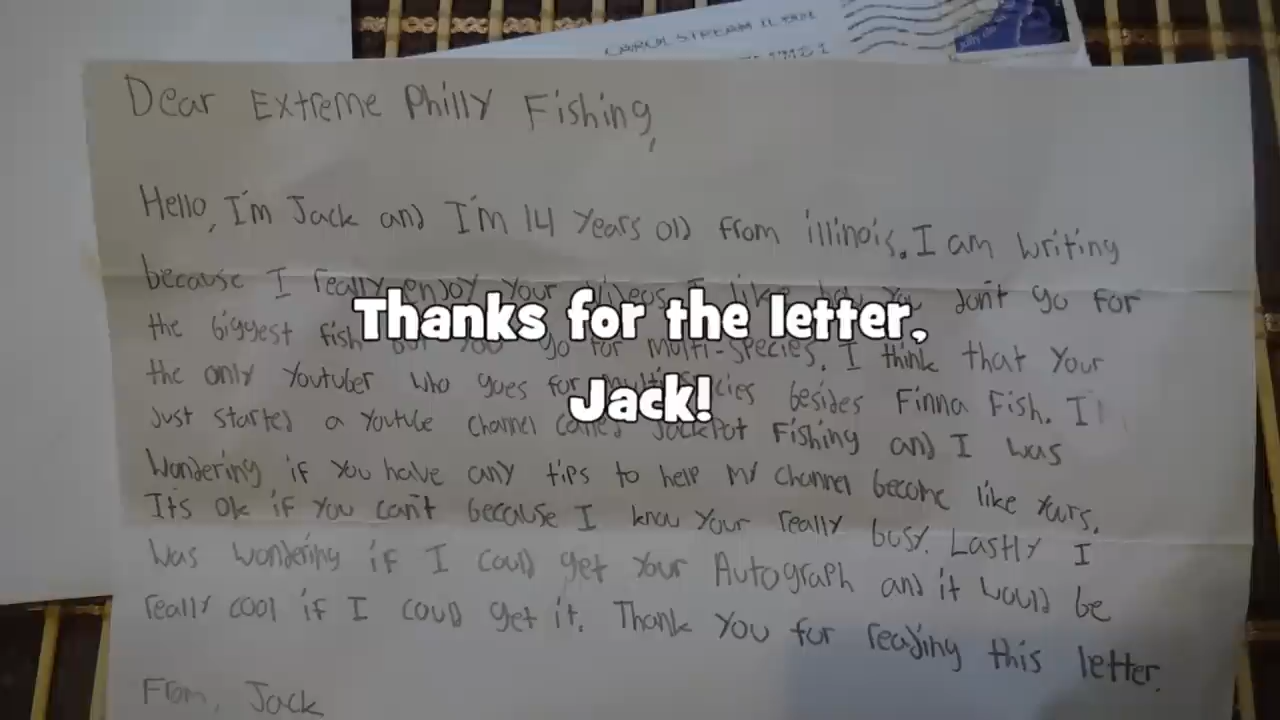 CAROL STREAM IL
Dear Extreme Philly Fishing,
Hello, I'm Jack and I'm 14 years old from illinois. I am writing
because I really enjoy your videos I like how you don't go for
Thanks for the letter,
the biggest fish but you go for multi-species. I think that your
the only Youtuber who goes for multi species besides Finna Fish. I
Jack!
Just started a Youtube channel called JackPot Fishing and I was
Wondering if you have any tips to help my channel become like yours.
It's ok if you can't because I know your really busy. Lastly I
was wondering if I could get your Autograph and it would be
really cool if I coud get it. Thank you for reading this letter.
From, Jack